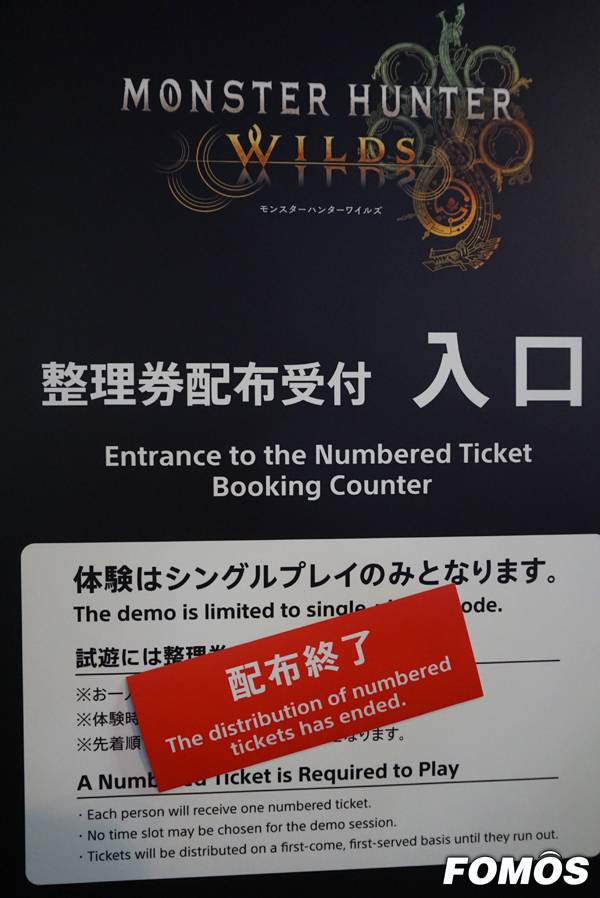 MONSTER HUNTER
WILDS
モンスターハンターワイルズ
整理券配布受付 入口
Entrance to the Numbered Ticket
Booking Counter
体験はシングルプレイのみとなります。
The demo is limited to
試遊には整理券
配布終了
The distribution of numbered
tickets has ended.
※お一人
※体験時
※先着順 となります。
A Ticket is Required to Play
· Each person will receive one numbered ticket.
· No time slot may be chosen for the demo session.
· Tickets will be distributed on a first-come, first-served basis until they run out.
FOMOS